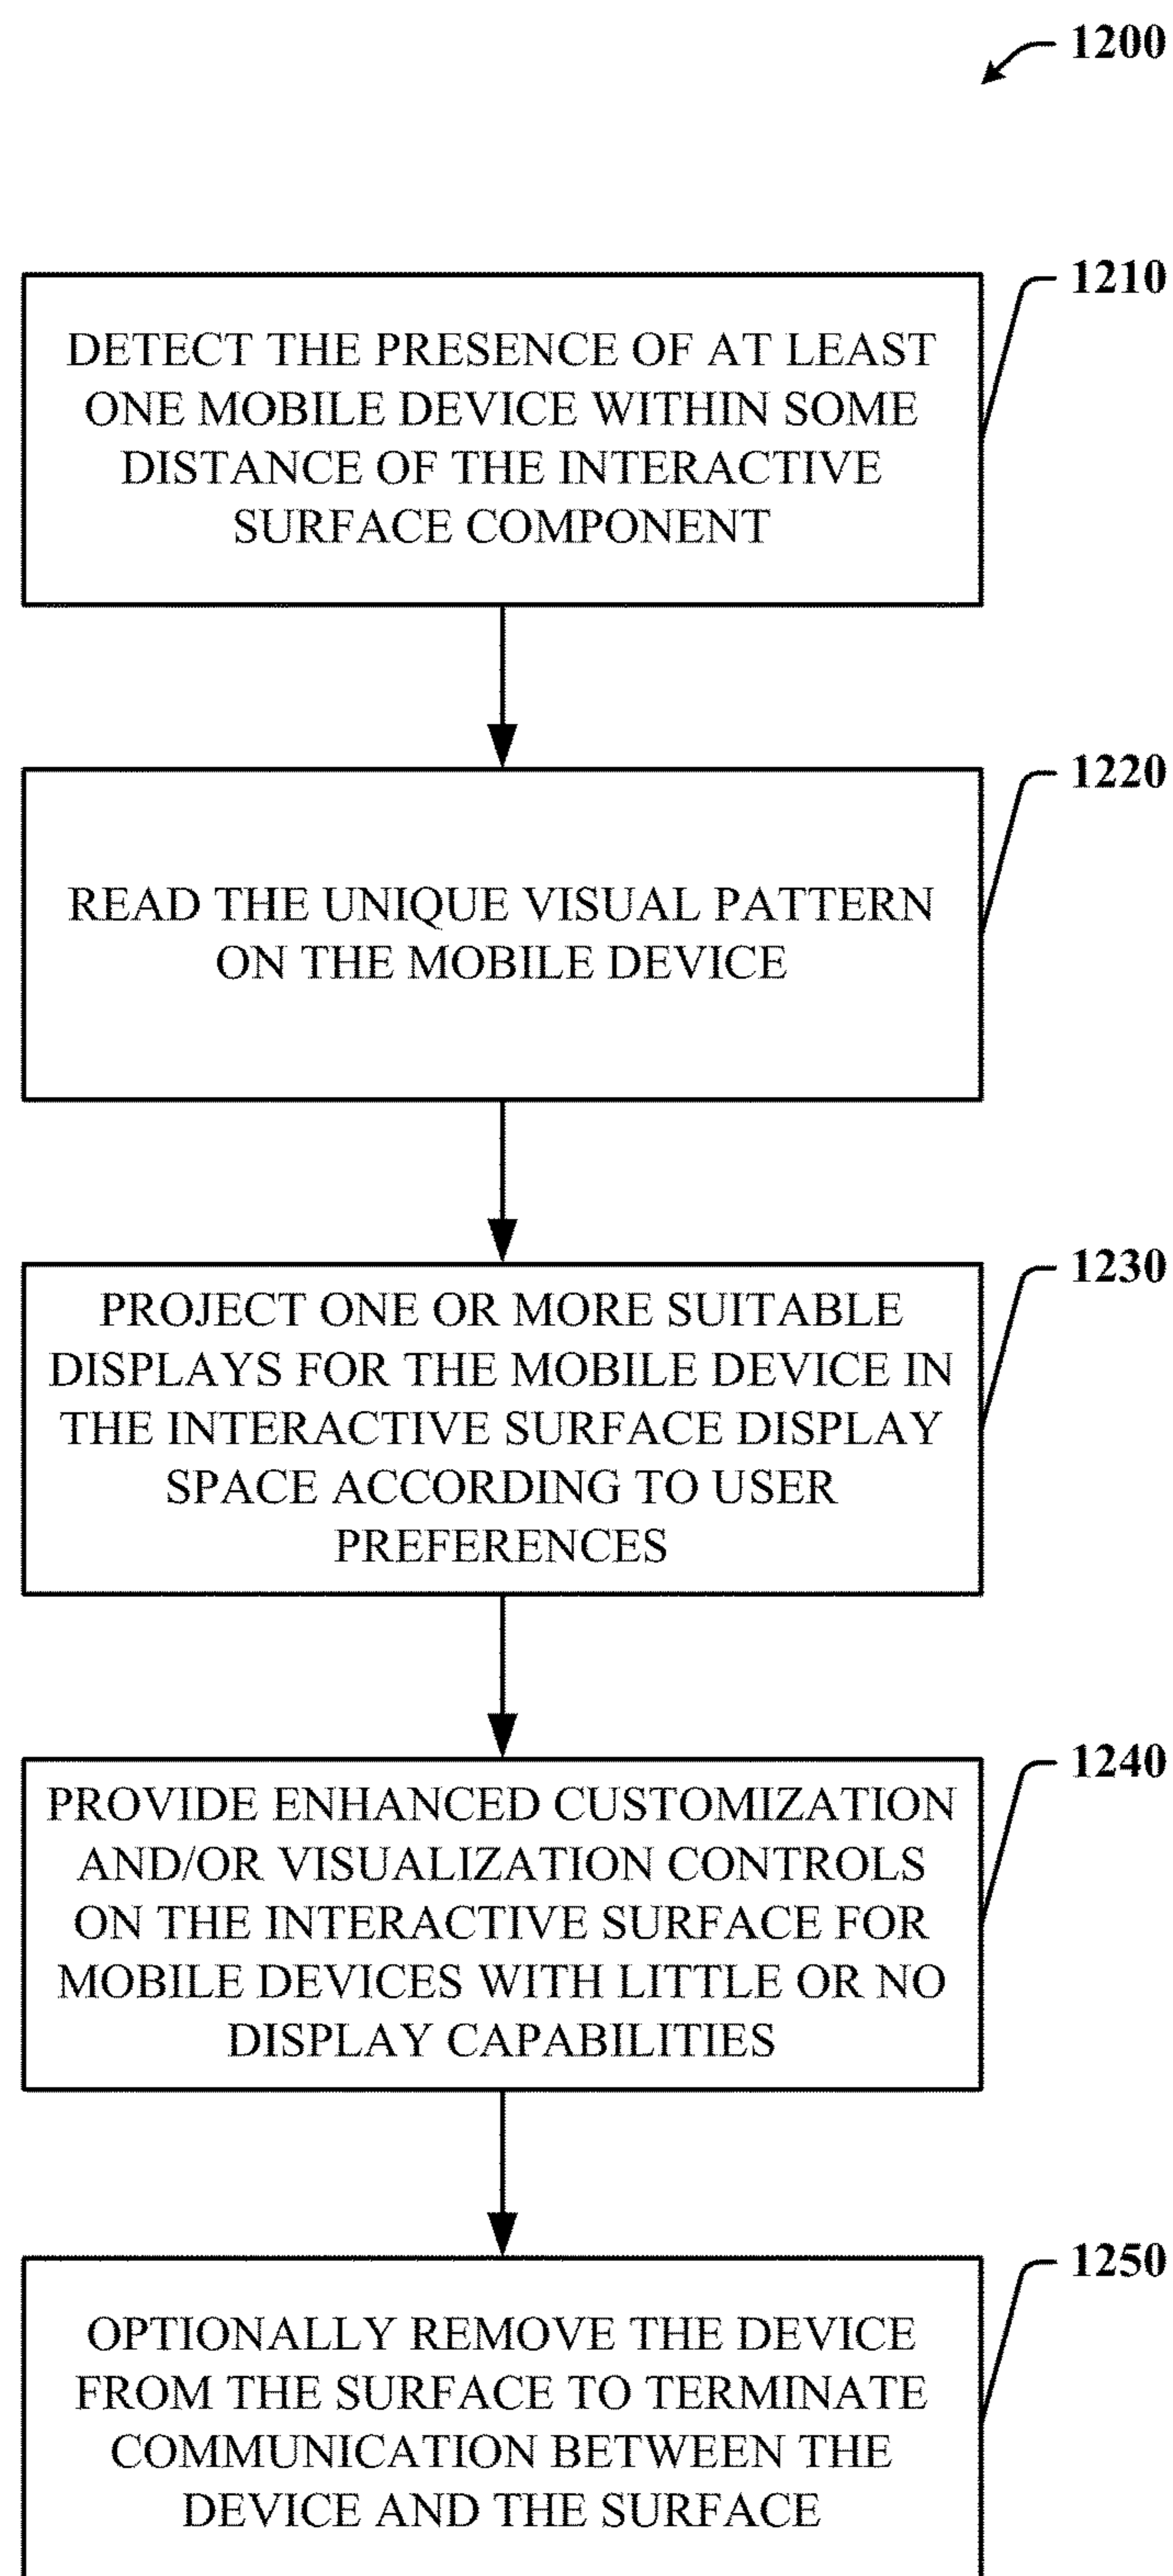 1200
1210
DETECT THE PRESENCE OF AT LEAST
ONE MOBILE DEVICE WITHIN SOME
DISTANCE OF THE INTERACTIVE
SURFACE COMPONENT
1220
READ THE UNIQUE VISUAL PATTERN
ON THE MOBILE DEVICE
1230
PROJECT ONE OR MORE SUITABLE
DISPLAYS FOR THE MOBILE DEVICE IN
THE INTERACTIVE SURFACE DISPLAY
SPACE ACCORDING TO USER
PREFERENCES
1240
PROVIDE ENHANCED CUSTOMIZATION
AND/OR VISUALIZATION CONTROLS
ON THE INTERACTIVE SURFACE FOR
MOBILE DEVICES WITH LITTLE OR NO
DISPLAY CAPABILITIES
1250
OPTIONALLY REMOVE THE DEVICE
FROM THE SURFACE TO TERMINATE
COMMUNICATION BETWEEN THE
DEVICE AND THE SURFACE